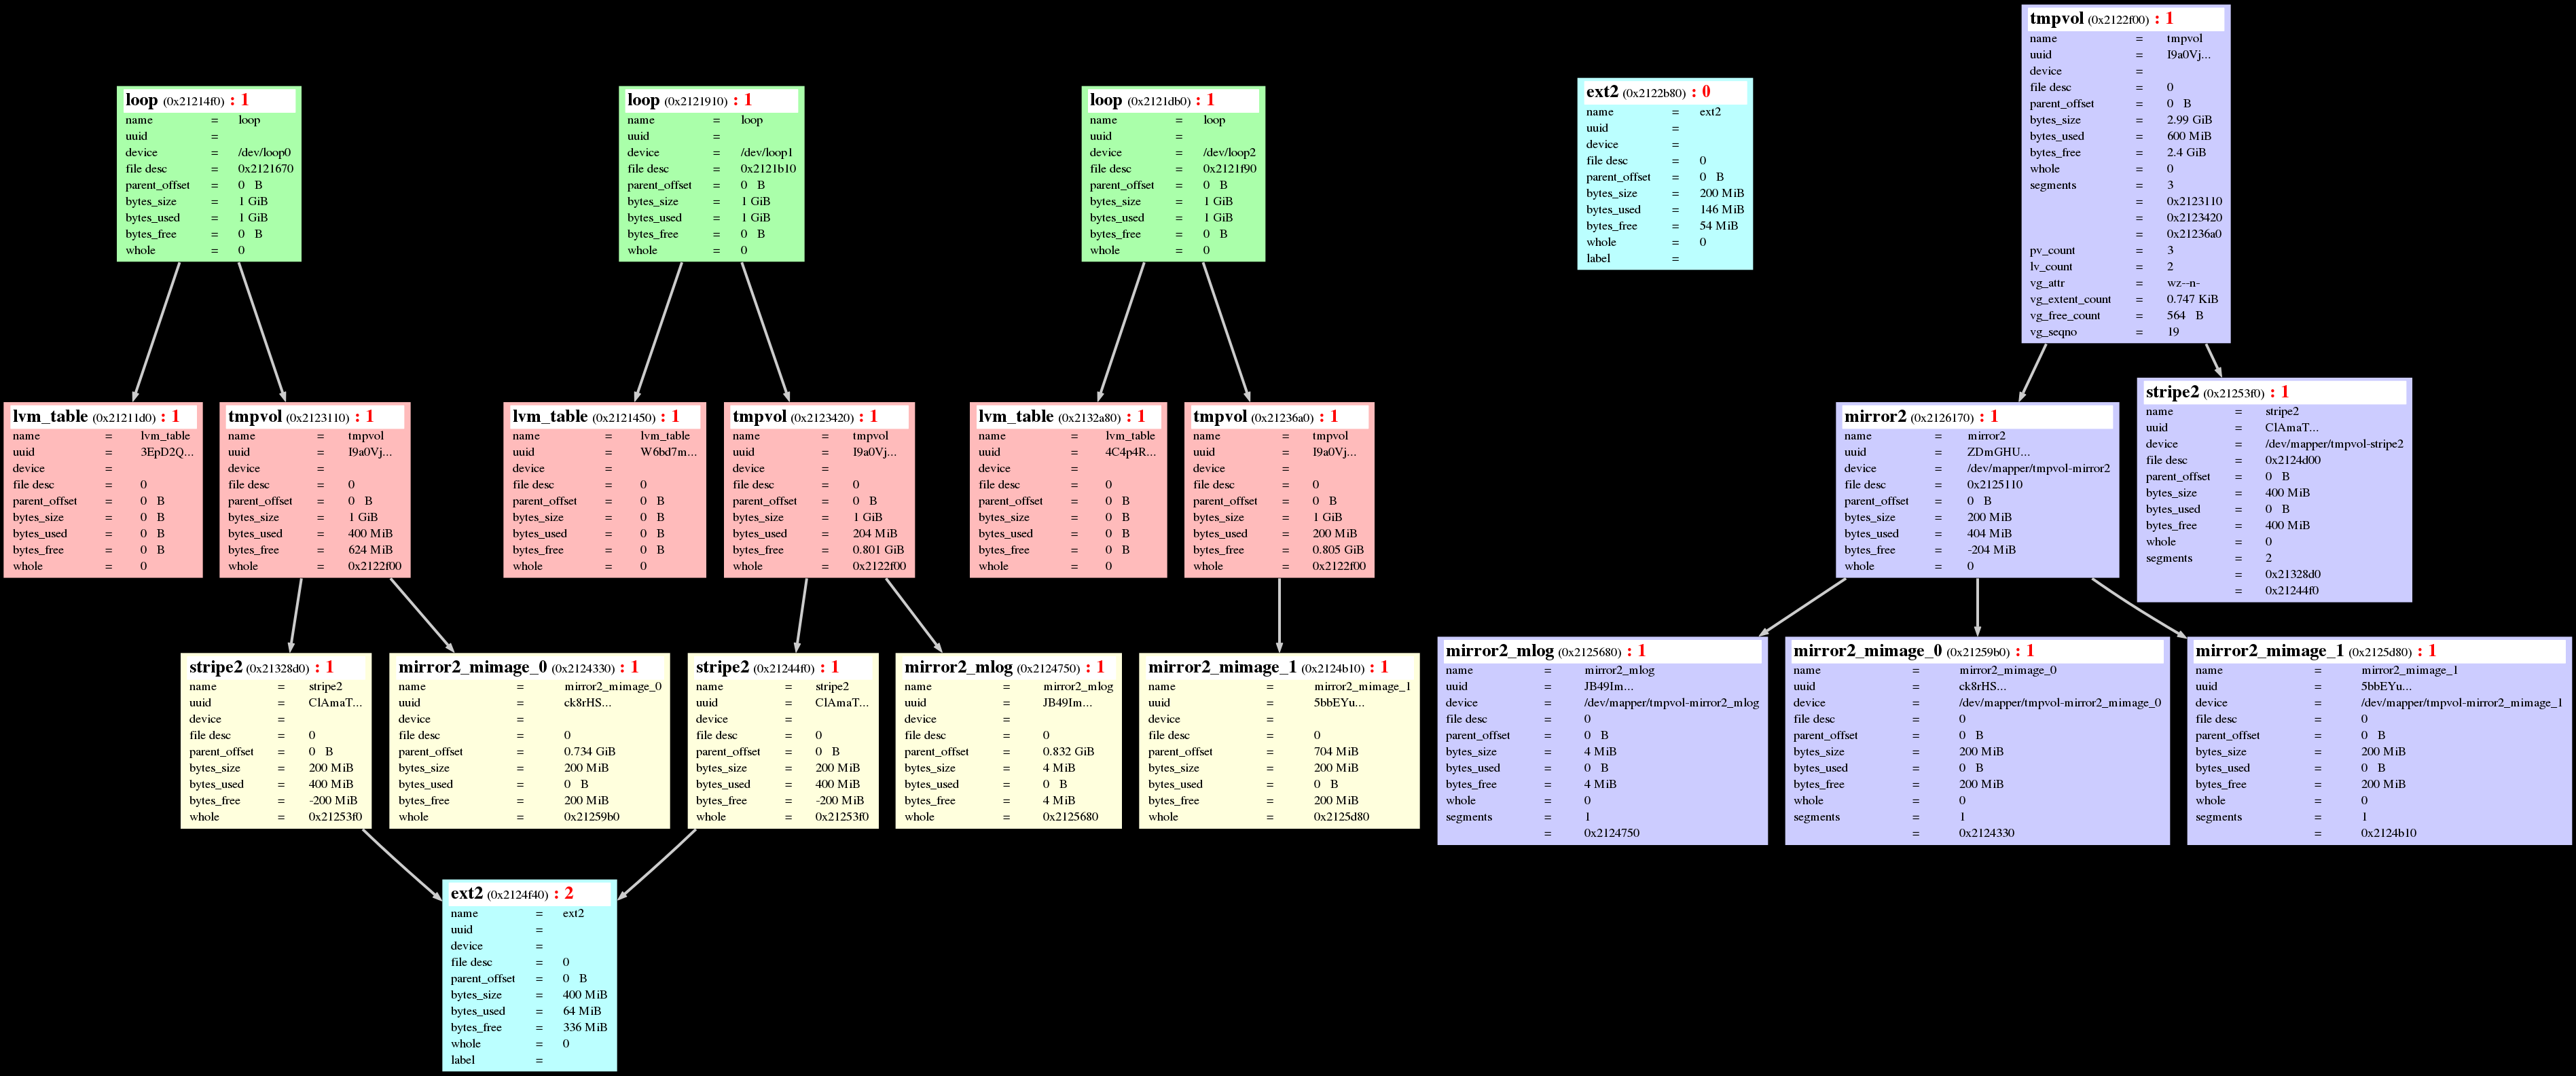 tmpvol (0x2122f00) : 1
name = tmpvol
uuid = I9a0Vj...
device =
file desc = 0
parent_offset = 0 B
bytes_size = 2.99 GiB
bytes_used = 600 MiB
bytes_free = 2.4 GiB
whole = 0
segments = 3
= 0x2123110
= 0x2123420
= 0x21236a0
pv_count = 3
lv_count = 2
vg_attr = wz--n-
vg_extent_count = 0.747 KiB
vg_free_count = 564 B
vg_seqno = 19
loop (0x21214f0) : 1
name = loop
uuid =
device = /dev/loop0
file desc = 0x2121670
parent_offset = 0 B
bytes_size = 1 GiB
bytes_used = 1 GiB
bytes_free = 0 B
whole = 0
loop (0x2121910) : 1
name = loop
uuid =
device = /dev/loop1
file desc = 0x2121b10
parent_offset = 0 B
bytes_size = 1 GiB
bytes_used = 1 GiB
bytes_free = 0 B
whole = 0
loop (0x2121db0) : 1
name = loop
uuid =
device = /dev/loop2
file desc = 0x2121f90
parent_offset = 0 B
bytes_size = 1 GiB
bytes_used = 1 GiB
bytes_free = 0 B
whole = 0
ext2 (0x2122b80) : 0
name = ext2
uuid =
device =
file desc = 0
parent_offset = 0 B
bytes_size = 200 MiB
bytes_used = 146 MiB
bytes_free = 54 MiB
whole = 0
label =
lvm_table (0x21211d0) : 1
name = lvm_table
uuid = 3EpD2Q...
device =
file desc = 0
parent_offset = 0 B
bytes_size = 0 B
bytes_used = 0 B
bytes_free = 0 B
whole = 0
tmpvol (0x2123110) : 1
name = tmpvol
uuid = I9a0Vj...
device =
file desc = 0
parent_offset = 0 B
bytes_size = 1 GiB
bytes_used = 400 MiB
bytes_free = 624 MiB
whole = 0x2122f00
lvm_table (0x2121450) : 1
name = lvm_table
uuid = W6bd7m...
device =
file desc = 0
parent_offset = 0 B
bytes_size = 0 B
bytes_used = 0 B
bytes_free = 0 B
whole = 0
tmpvol (0x2123420) : 1
name = tmpvol
uuid = I9a0Vj...
device =
file desc = 0
parent_offset = 0 B
bytes_size = 1 GiB
bytes_used = 204 MiB
bytes_free = 0.801 GiB
whole = 0x2122f00
lvm_table (0x2132a80) : 1
name = lvm_table
uuid = 4C4p4R...
device =
file desc = 0
parent_offset = 0 B
bytes_size = 0 B
bytes_used = 0 B
bytes_free = 0 B
whole = 0
tmpvol (0x21236a0) : 1
name = tmpvol
uuid = I9a0Vj...
device =
file desc = 0
parent_offset = 0 B
bytes_size = 1 GiB
bytes_used = 200 MiB
bytes_free = 0.805 GiB
whole = 0x2122f00
mirror2 (0x2126170) : 1
name = mirror2
uuid = ZDmGHU...
device = /dev/mapper/tmpvol-mirror2
file desc = 0x2125110
parent_offset = 0 B
bytes_size = 200 MiB
bytes_used = 404 MiB
bytes_free = -204 MiB
whole = 0
stripe2 (0x21253f0) : 1
name = stripe2
uuid = ClAmaT...
device = /dev/mapper/tmpvol-stripe2
file desc = 0x2124d00
parent_offset = 0 B
bytes_size = 400 MiB
bytes_used = 0 B
bytes_free = 400 MiB
whole = 0
segments = 2
= 0x21328d0
= 0x21244f0
stripe2 (0x21328d0) : 1
name = stripe2
uuid = ClAmaT...
device =
file desc = 0
parent_offset = 0 B
bytes_size = 200 MiB
bytes_used = 400 MiB
bytes_free = -200 MiB
whole = 0x21253f0
mirror2_mimage_0 (0x2124330) : 1
name = mirror2_mimage_0
uuid = ck8rHS...
device =
file desc = 0
parent_offset = 0.734 GiB
bytes_size = 200 MiB
bytes_used = 0 B
bytes_free = 200 MiB
whole = 0x21259b0
stripe2 (0x21244f0) : 1
name = stripe2
uuid = ClAmaT...
device =
file desc = 0
parent_offset = 0 B
bytes_size = 200 MiB
bytes_used = 400 MiB
bytes_free = -200 MiB
whole = 0x21253f0
mirror2_mlog (0x2124750) : 1
name = mirror2_mlog
uuid = JB49Im...
device =
file desc = 0
parent_offset = 0.832 GiB
bytes_size = 4 MiB
bytes_used = 0 B
bytes_free = 4 MiB
whole = 0x2125680
mirror2_mimage_1 (0x2124b10) : 1
name = mirror2_mimage_1
uuid = 5bbEYu...
device =
file desc = 0
parent_offset = 704 MiB
bytes_size = 200 MiB
bytes_used = 0 B
bytes_free = 200 MiB
whole = 0x2125d80
mirror2_mlog (0x2125680) : 1
name = mirror2_mlog
uuid = JB49Im...
device = /dev/mapper/tmpvol-mirror2_mlog
file desc = 0
parent_offset = 0 B
bytes_size = 4 MiB
bytes_used = 0 B
bytes_free = 4 MiB
whole = 0
segments = 1
= 0x2124750
mirror2_mimage_0 (0x21259b0) : 1
name = mirror2_mimage_0
uuid = ck8rHS...
device = /dev/mapper/tmpvol-mirror2_mimage_0
file desc = 0
parent_offset = 0 B
bytes_size = 200 MiB
bytes_used = 0 B
bytes_free = 200 MiB
whole = 0
segments = 1
= 0x2124330
mirror2_mimage_1 (0x2125d80) : 1
name = mirror2_mimage_1
uuid = 5bbEYu...
device = /dev/mapper/tmpvol-mirror2_mimage_1
file desc = 0
parent_offset = 0 B
bytes_size = 200 MiB
bytes_used = 0 B
bytes_free = 200 MiB
whole = 0
segments = 1
= 0x2124b10
ext2 (0x2124f40) : 2
name = ext2
uuid =
device =
file desc = 0
parent_offset = 0 B
bytes_size = 400 MiB
bytes_used = 64 MiB
bytes_free = 336 MiB
whole = 0
label =